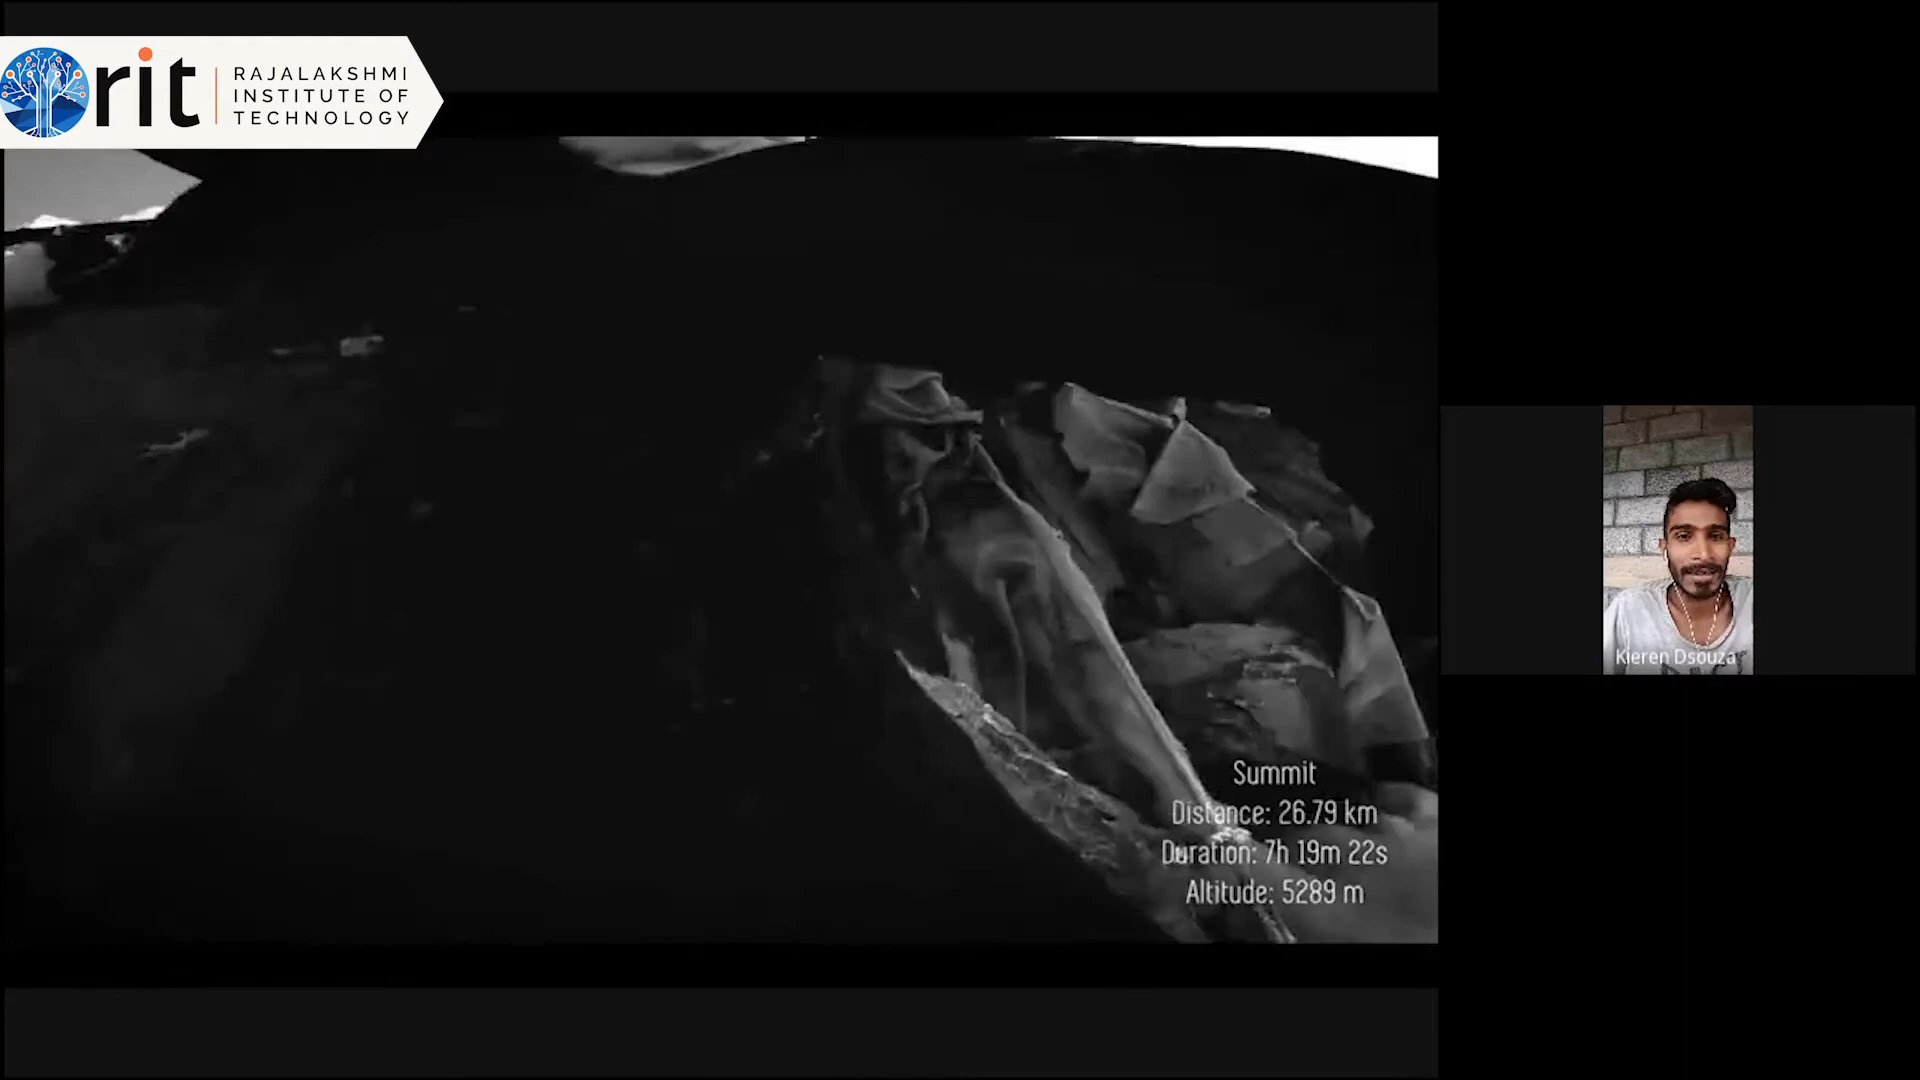 rit
RAJALAKSHMI
INSTITUTE OF
TECHNOLOGY
Summit
Distance: 26.79 km
Duration: 7h 19m 22s
Altitude: 5289 m
Kieren Dsouza